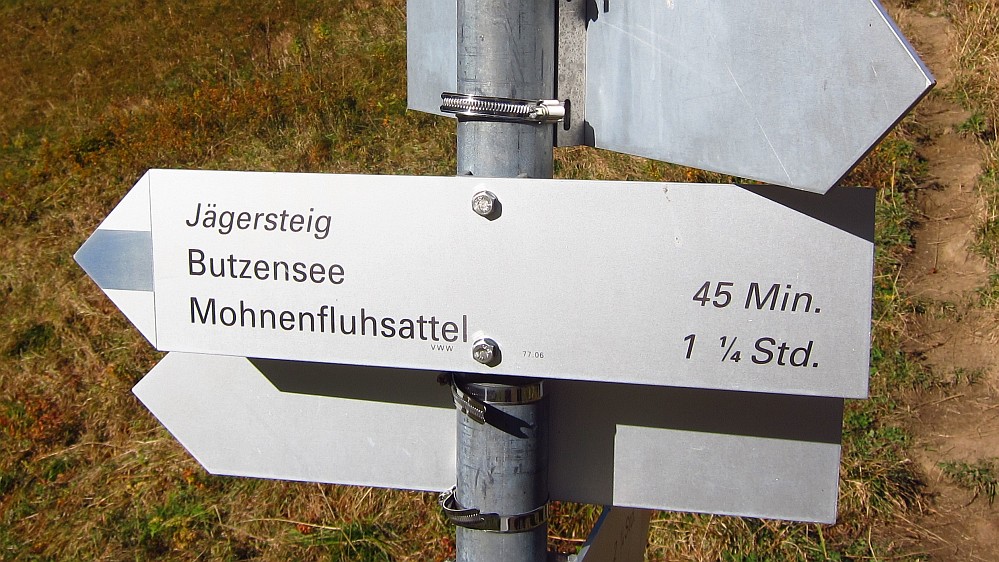 Jägersteig
Butzensee 45 Min.
Mohnenfluhsattel 1 ¼ Std.
VWW 77.06